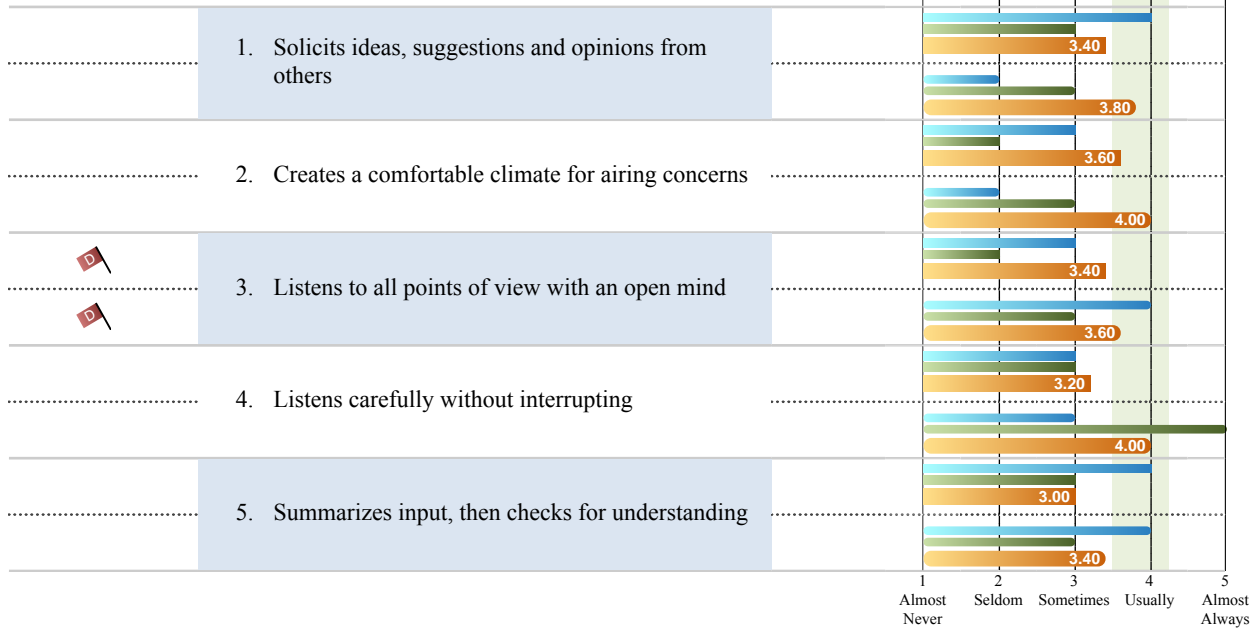 1. Solicits ideas, suggestions and opinions from
others
3.40
3.80
2. Creates a comfortable climate for airing concerns
3.60
4.00
D
D
3. Listens to all points of view with an open mind
3.40
3.60
4. Listens carefully without interrupting
3.20
4.00
5. Summarizes input, then checks for understanding
3.00
3.40
1 2 3 4 5
Almost Seldom Sometimes Usually Almost
Never Always